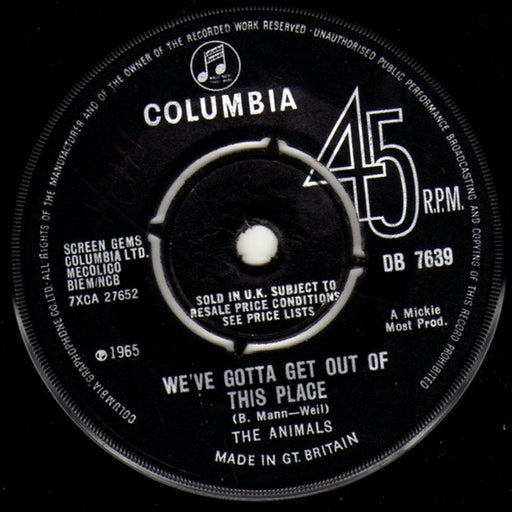 ALL RIGHTS OF THE MANUFACTURER AND OF THE OWNER OF THE RECORDED WORK RESERVED · UNAUTHORISED PUBLIC PERFORMANCE BROADCASTING AND COPYING OF THIS RECORD PROHIBITED
COLUMBIA GRAPHOPHONE CO. LTD.
COLUMBIA
45
R.P.M.
SCREEN GEMS
COLUMBIA LTD.
MECOLICO
BIEM/NCB
7XCA 27652
DB 7639
SOLD IN U.K. SUBJECT TO
RESALE PRICE CONDITIONS
SEE PRICE LISTS
A Mickie
Most Prod.
℗ 1965
WE'VE GOTTA GET OUT OF
THIS PLACE
(B. Mann—Weil)
THE ANIMALS
MADE IN GT. BRITAIN